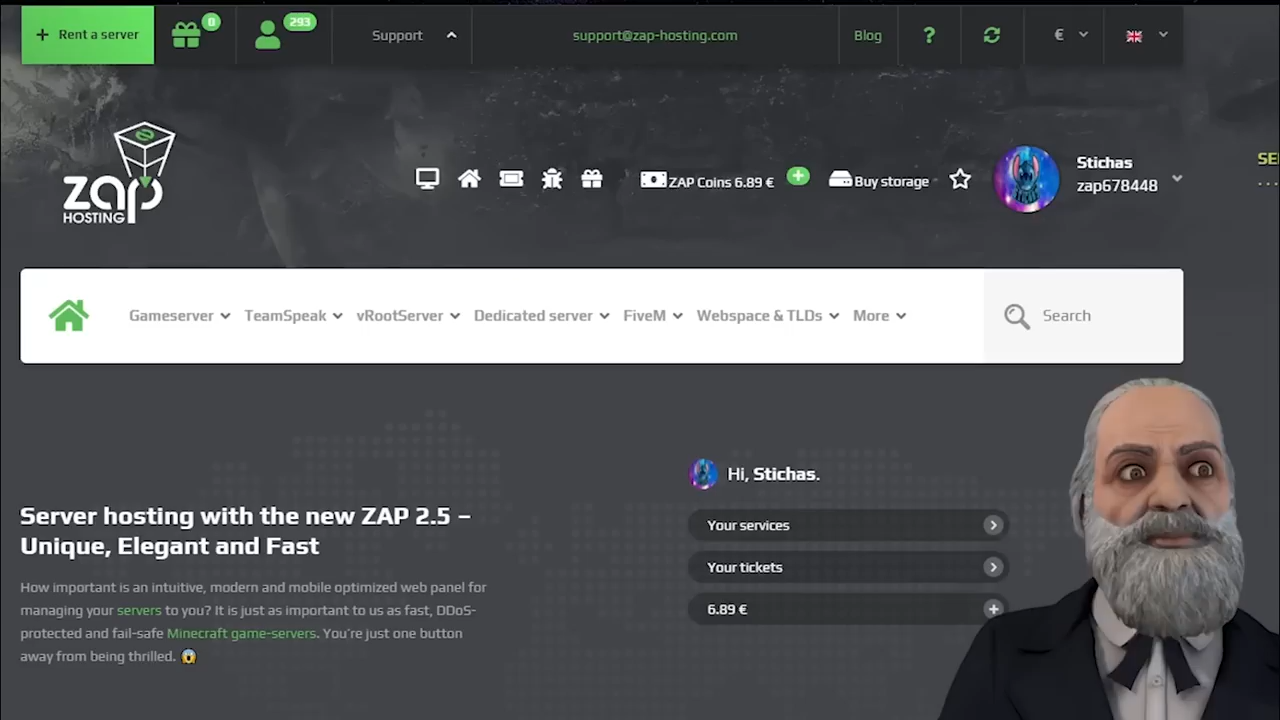 + Rent a server
0
293
Support
support@zap-hosting.com
Blog
?
€
zap
HOSTING
ZAP Coins 6.89 €
Buy storage
Stichas
zap678448
SE
Gameserver
TeamSpeak
vRootServer
Dedicated server
FiveM
Webspace & TLDs
More
Search
Hi, Stichas.
Your services
Your tickets
6.89 €
Server hosting with the new ZAP 2.5 –
Unique, Elegant and Fast
How important is an intuitive, modern and mobile optimized web panel for
managing your servers to you? It is just as important to us as fast, DDoS-
protected and fail-safe Minecraft game-servers. You're just one button
away from being thrilled. 😱